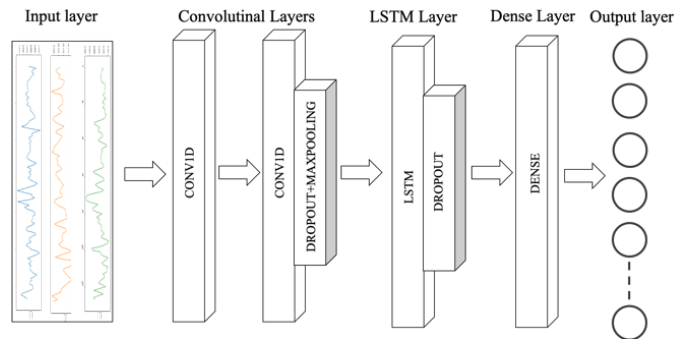 Input layer
Convolutinal Layers
LSTM Layer
Dense Layer
Output layer
CONV1D
CONV1D
DROPOUT+MAXPOOLING
LSTM
DROPOUT
DENSE